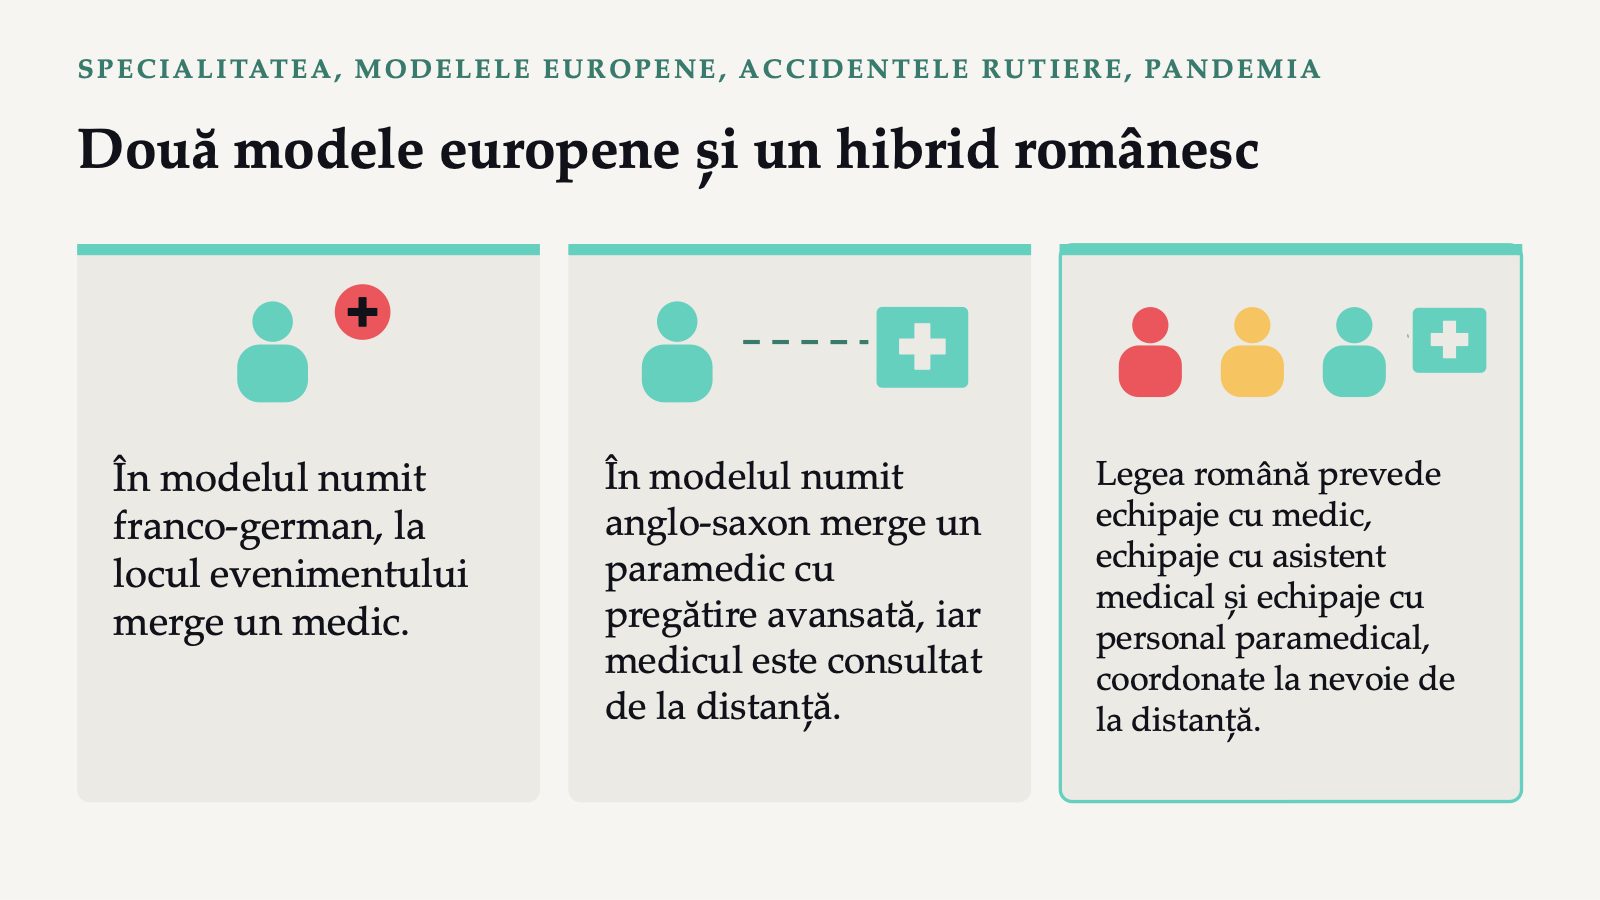 SPECIALITATEA, MODELELE EUROPENE, ACCIDENTELE RUTIERE, PANDEMIA
Două modele europene și un hibrid românesc
În modelul numit
franco-german, la
locul evenimentului
merge un medic.
În modelul numit
anglo-saxon merge un
paramedic cu
pregătire avansată, iar
medicul este consultat
de la distanță.
Legea română prevede
echipaje cu medic,
echipaje cu asistent
medical și echipaje cu
personal paramedical,
coordonate la nevoie de
la distanță.